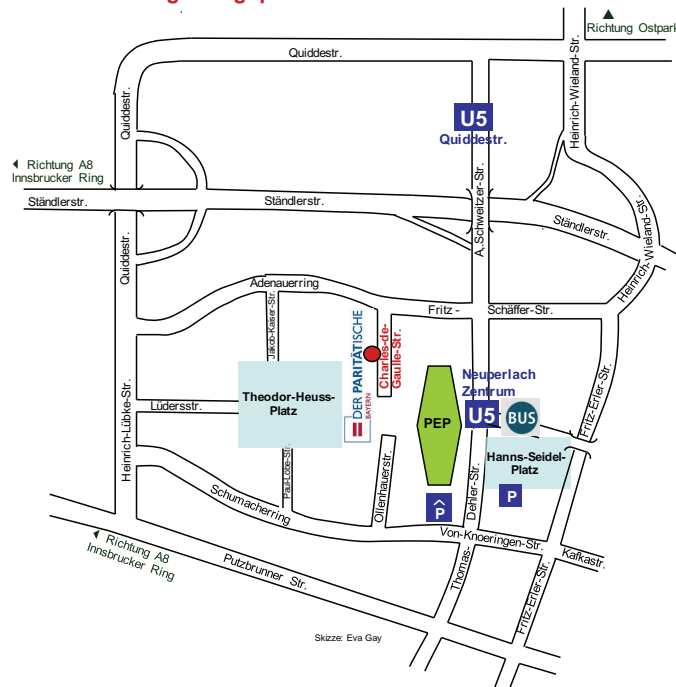 Richtung Ostpark
Quiddestr.
Heinrich-Wieland-Str.
Quiddestr.
U5
Quiddestr.
Richtung A8
Innsbrucker Ring
Ständlerstr.
Ständlerstr.
A.-Schweitzer-Str.
Ständlerstr.
Heinrich-Wieland-Str.
Quiddestr.
Adenauerring
Fritz - Schäffer-Str.
Jakob-Kaiser-Str.
DER PARITÄTISCHE
BAYERN
Charles-de-
Gaulle-Str.
Neuperlach
Zentrum
U5
BUS
Fritz-Erler-Str.
Heinrich-Lübke-Str.
Lüdersstr.
Theodor-Heuss-
Platz
PEP
Hanns-Seidel-
Platz
P
P
Paul-Löbe-Str.
Ollenhauerstr.
Schumacherring
Thomas-Dehler-Str.
Von-Knoeringen-Str.
Kafkastr.
Richtung A8
Innsbrucker Ring
Putzbrunner Str.
Fritz-Erler-Str.
Skizze: Eva Gay